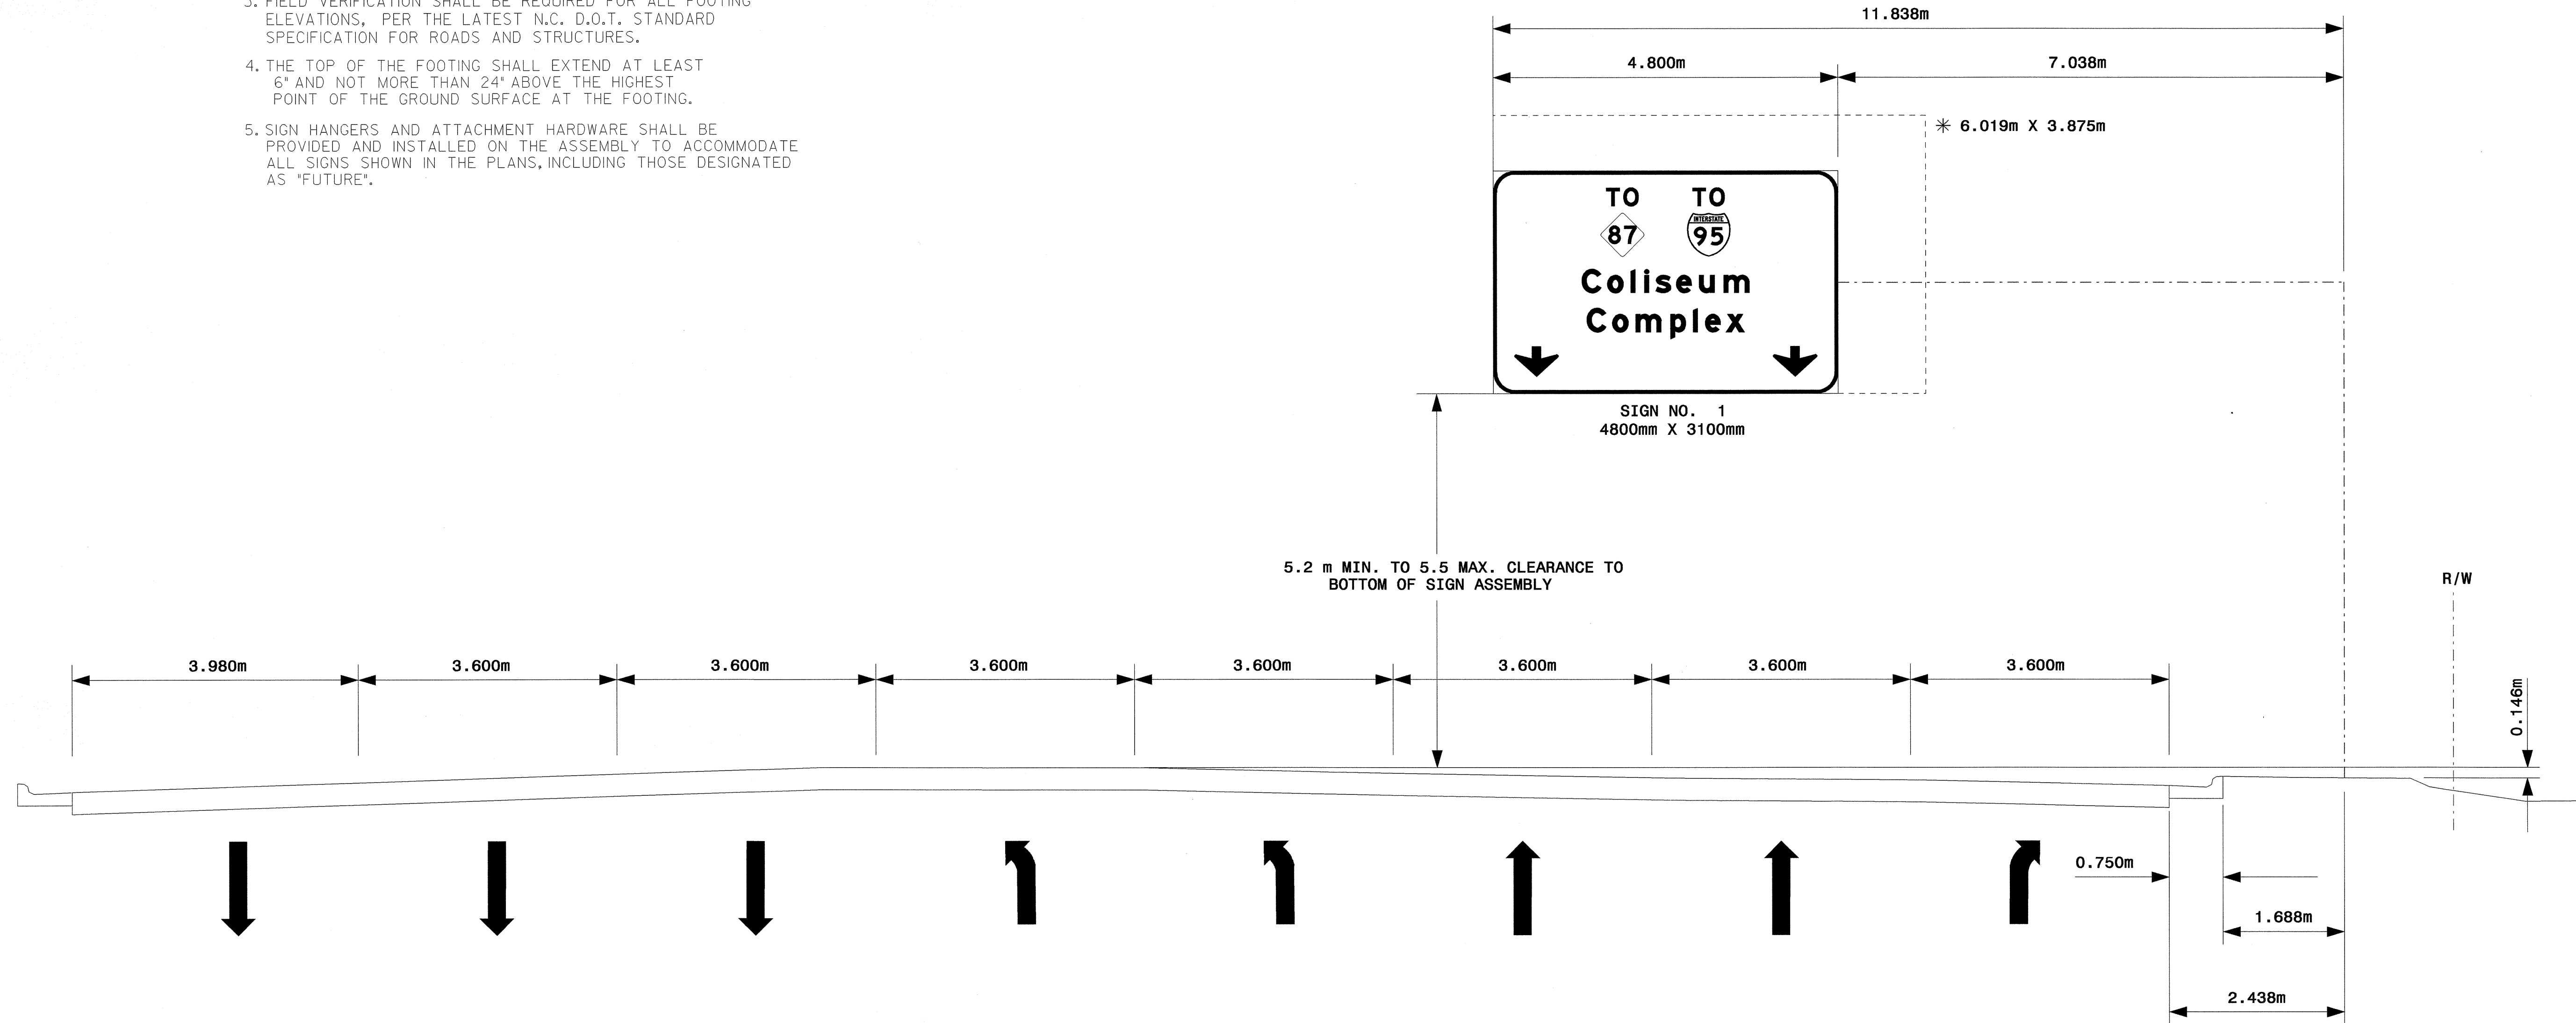 3. FIELD VERIFICATION SHALL BE REQUIRED FOR ALL FOOTING
ELEVATIONS, PER THE LATEST N.C. D.O.T. STANDARD
SPECIFICATION FOR ROADS AND STRUCTURES.
4. THE TOP OF THE FOOTING SHALL EXTEND AT LEAST
6" AND NOT MORE THAN 24" ABOVE THE HIGHEST
POINT OF THE GROUND SURFACE AT THE FOOTING.
5. SIGN HANGERS AND ATTACHMENT HARDWARE SHALL BE
PROVIDED AND INSTALLED ON THE ASSEMBLY TO ACCOMMODATE
ALL SIGNS SHOWN IN THE PLANS, INCLUDING THOSE DESIGNATED
AS "FUTURE".
11.838m
4.800m 7.038m
✳ 6.019m X 3.875m
TO TO
INTERSTATE
87 95
Coliseum
Complex
SIGN NO. 1
4800mm X 3100mm
5.2 m MIN. TO 5.5 MAX. CLEARANCE TO
BOTTOM OF SIGN ASSEMBLY
R/W
3.980m 3.600m 3.600m 3.600m 3.600m 3.600m 3.600m 3.600m
0.146m
0.750m
1.688m
2.438m